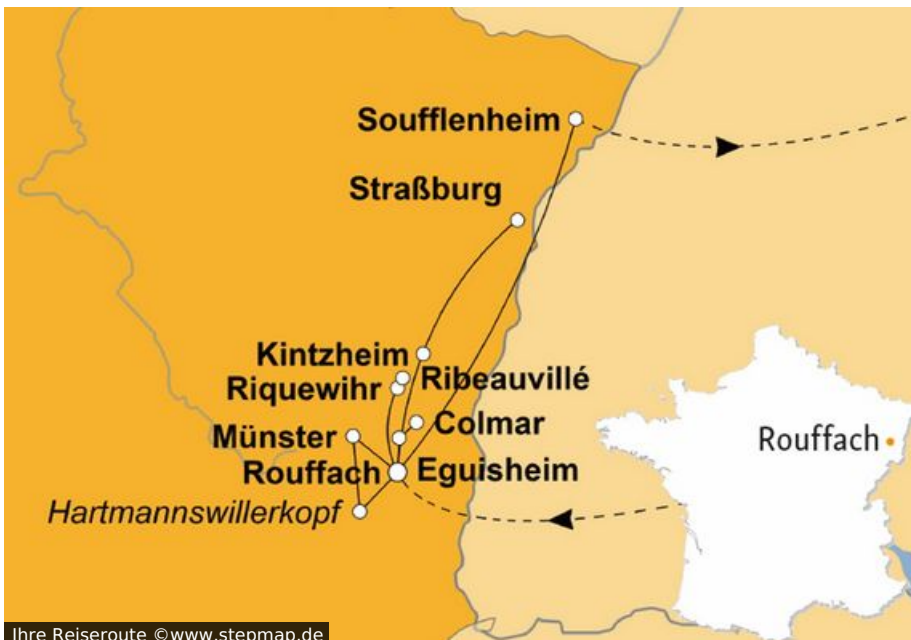 Soufflenheim
Straßburg
Kintzheim
Ribeauvillé
Riquewihr
Colmar
Münster
Rouffach
Eguisheim
Hartmannswillerkopf
Rouffach
Ihre Reiseroute ©www.stepmap.de